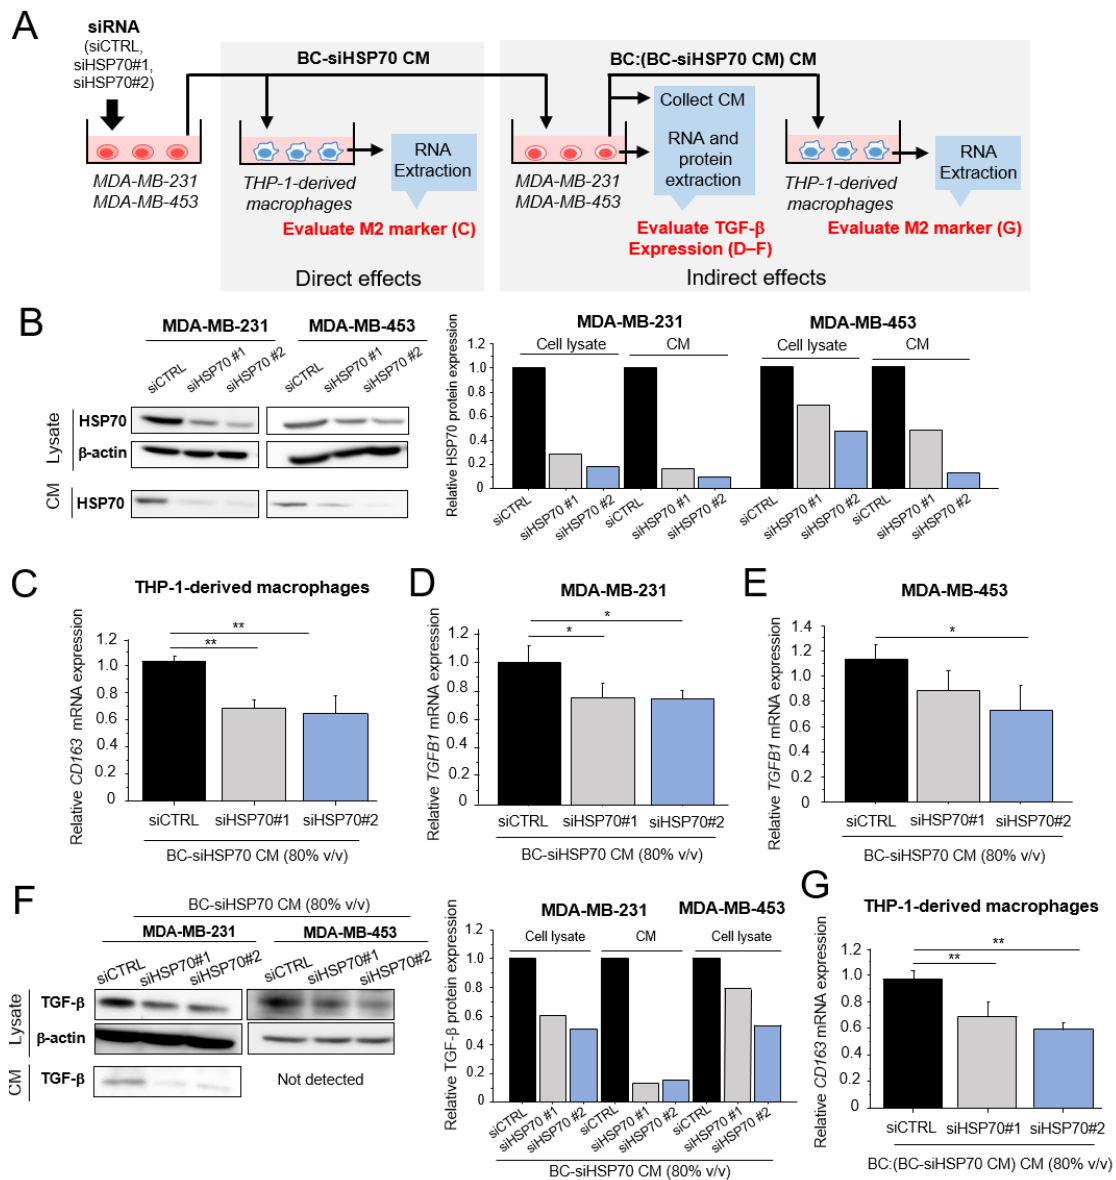 A
siRNA
(siCTRL,
siHSP70#1,
siHSP70#2)
BC-siHSP70 CM
BC:(BC-siHSP70 CM) CM
Collect CM
RNA and
protein
extraction
RNA
Extraction
RNA
Extraction
MDA-MB-231
MDA-MB-453
THP-1-derived
macrophages
MDA-MB-231
MDA-MB-453
THP-1-derived
macrophages
Evaluate M2 marker (C)
Evaluate TGF-β
Expression (D–F)
Evaluate M2 marker (G)
Direct effects
Indirect effects
B
MDA-MB-231
MDA-MB-453
siCTRL
siHSP70 #1
siHSP70 #2
siCTRL
siHSP70 #1
siHSP70 #2
Lysate
HSP70
β-actin
CM
HSP70
MDA-MB-231
MDA-MB-453
Cell lysate
CM
Cell lysate
CM
Relative HSP70 protein expression
1.2
1.0
0.8
0.6
0.4
0.2
0
siCTRL
siHSP70 #1
siHSP70 #2
siCTRL
siHSP70 #1
siHSP70 #2
siCTRL
siHSP70 #1
siHSP70 #2
siCTRL
siHSP70 #1
siHSP70 #2
C
THP-1-derived macrophages
Relative CD163 mRNA expression
1.2
1.0
0.8
0.6
0.4
0.2
0
**
**
siCTRL
siHSP70#1
siHSP70#2
BC-siHSP70 CM (80% v/v)
D
MDA-MB-231
Relative TGFB1 mRNA expression
1.2
1.0
0.8
0.6
0.4
0.2
0
*
*
siCTRL
siHSP70#1
siHSP70#2
BC-siHSP70 CM (80% v/v)
E
MDA-MB-453
Relative TGFB1 mRNA expression
1.4
1.2
1.0
0.8
0.6
0.4
0.2
0
*
siCTRL
siHSP70#1
siHSP70#2
BC-siHSP70 CM (80% v/v)
F
BC-siHSP70 CM (80% v/v)
MDA-MB-231
MDA-MB-453
siCTRL
siHSP70#1
siHSP70#2
siCTRL
siHSP70#1
siHSP70#2
Lysate
TGF-β
β-actin
CM
TGF-β
Not detected
MDA-MB-231
MDA-MB-453
Cell lysate
CM
Cell lysate
Relative TGF-β protein expression
1.2
1.0
0.8
0.6
0.4
0.2
0
siCTRL
siHSP70 #1
siHSP70 #2
siCTRL
siHSP70 #1
siHSP70 #2
siCTRL
siHSP70 #1
siHSP70 #2
BC-siHSP70 CM (80% v/v)
G
THP-1-derived macrophages
Relative CD163 mRNA expression
1.2
1.0
0.8
0.6
0.4
0.2
0
**
**
siCTRL
siHSP70#1
siHSP70#2
BC:(BC-siHSP70 CM) CM (80% v/v)